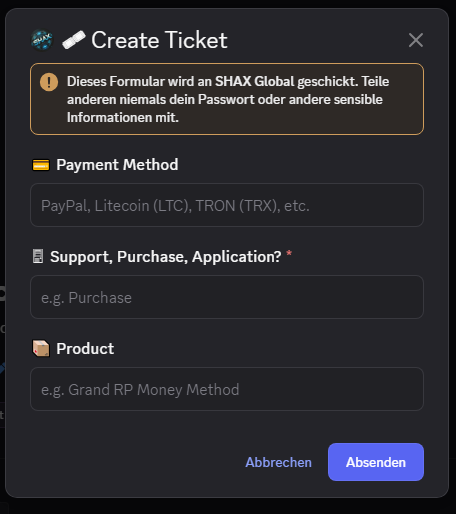 SHAX
Create Ticket
Dieses Formular wird an SHAX Global geschickt. Teile
anderen niemals dein Passwort oder andere sensible
Informationen mit.
Payment Method
PayPal, Litecoin (LTC), TRON (TRX), etc.
Support, Purchase, Application? *
e.g. Purchase
Product
e.g. Grand RP Money Method
Abbrechen
Absenden